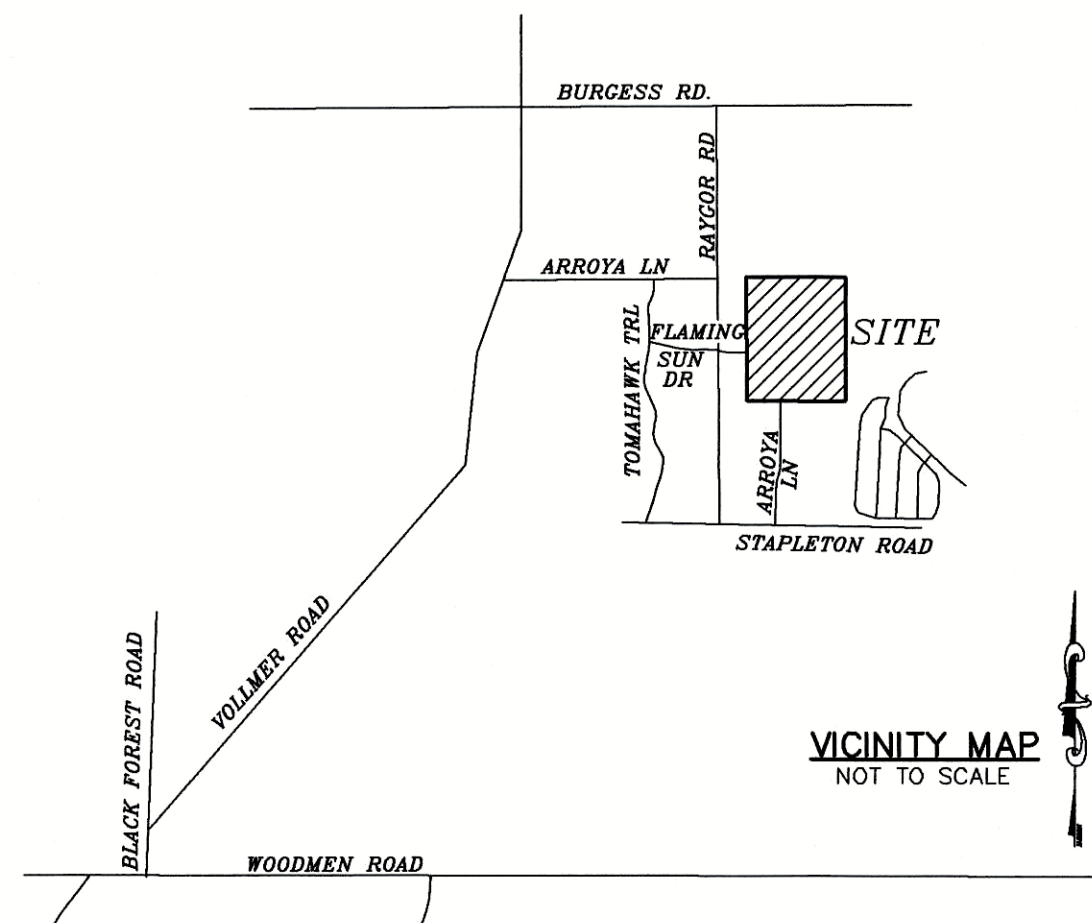 BURGESS RD.
RAYGOR RD
ARROYA LN
TOMAHAWK TRL
FLAMING
SUN
DR
SITE
ARROYA
LN
STAPLETON ROAD
VOLLMER ROAD
BLACK FOREST ROAD
VICINITY MAP
NOT TO SCALE
WOODMEN ROAD